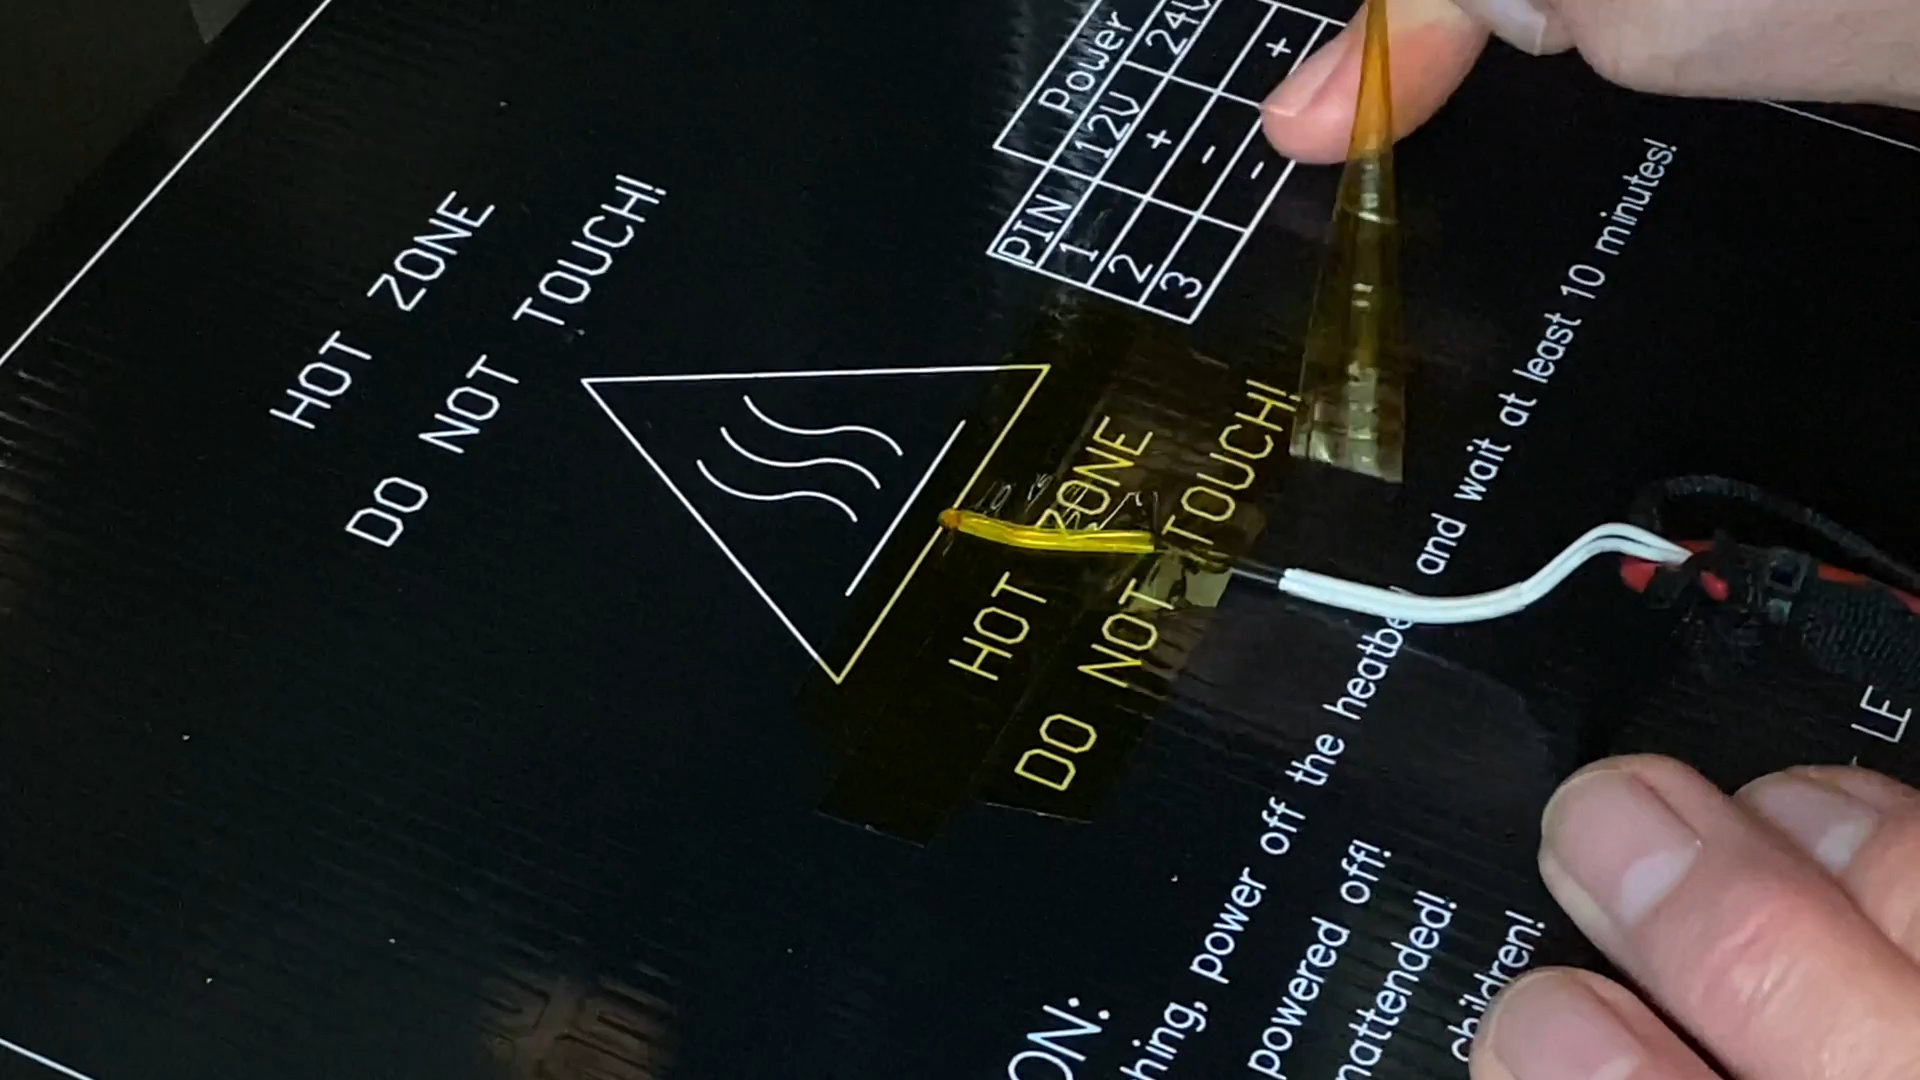 HOT ZONE
DO NOT TOUCH!
Power
PIN 12V 24V
1 + +
2 -
3 -
HOT ZONE
DO NOT TOUCH!
ON:
hing, power off the heatbe and wait at least 10 minutes!
powered off!
nattended!
children!